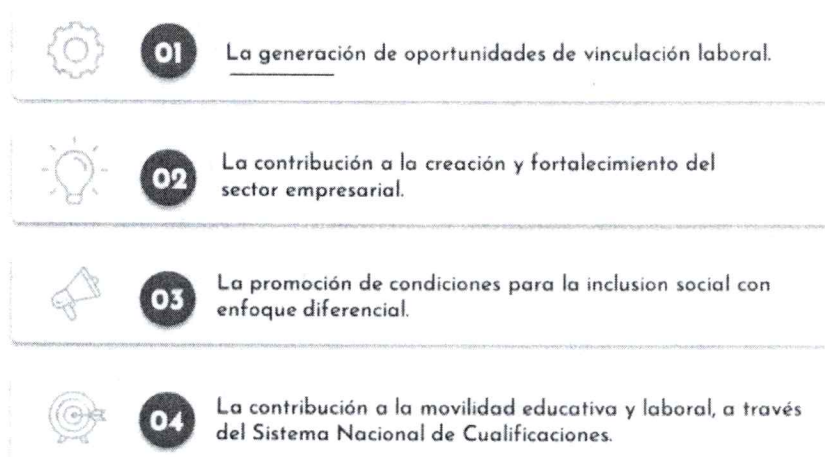 01 La generación de oportunidades de vinculación laboral.
02 La contribución a la creación y fortalecimiento del
sector empresarial.
03 La promoción de condiciones para la inclusion social con
enfoque diferencial.
04 La contribución a la movilidad educativa y laboral, a través
del Sistema Nacional de Cualificaciones.